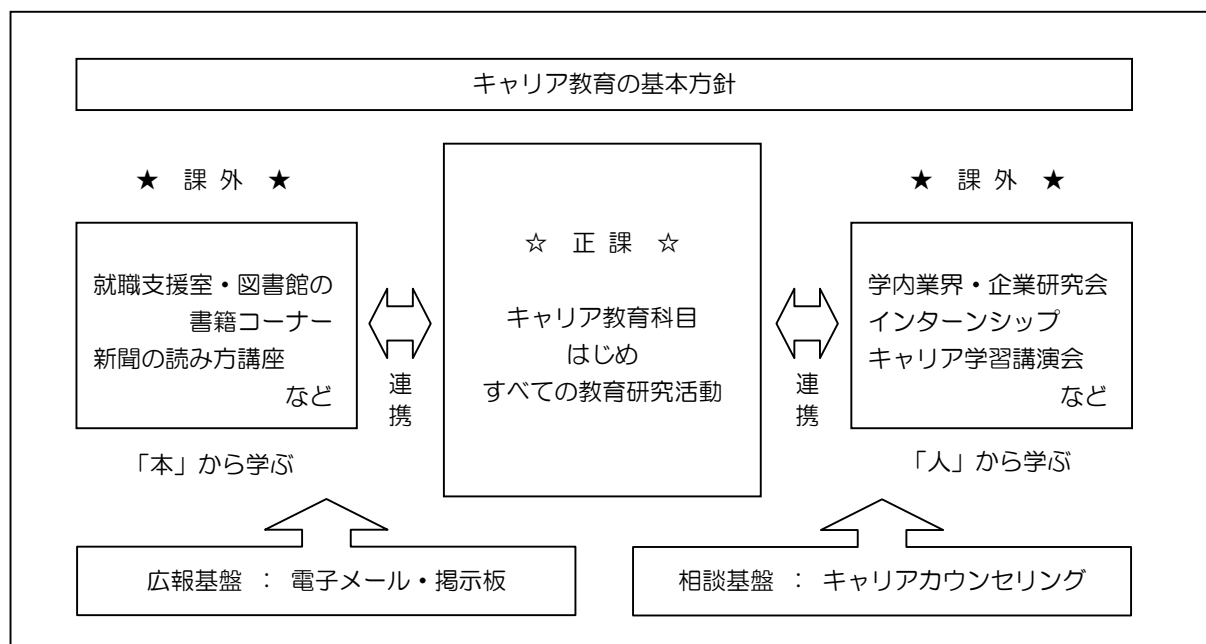 キャリア教育の基本方針
★ 課 外 ★
就職支援室・図書館の
書籍コーナー
新聞の読み方講座
など
「本」から学ぶ
連
携
☆ 正 課 ☆
キャリア教育科目
はじめ
すべての教育研究活動
連
携
★ 課 外 ★
学内業界・企業研究会
インターンシップ
キャリア学習講演会
など
「人」から学ぶ
広報基盤 : 電子メール・掲示板
相談基盤 : キャリアカウンセリング